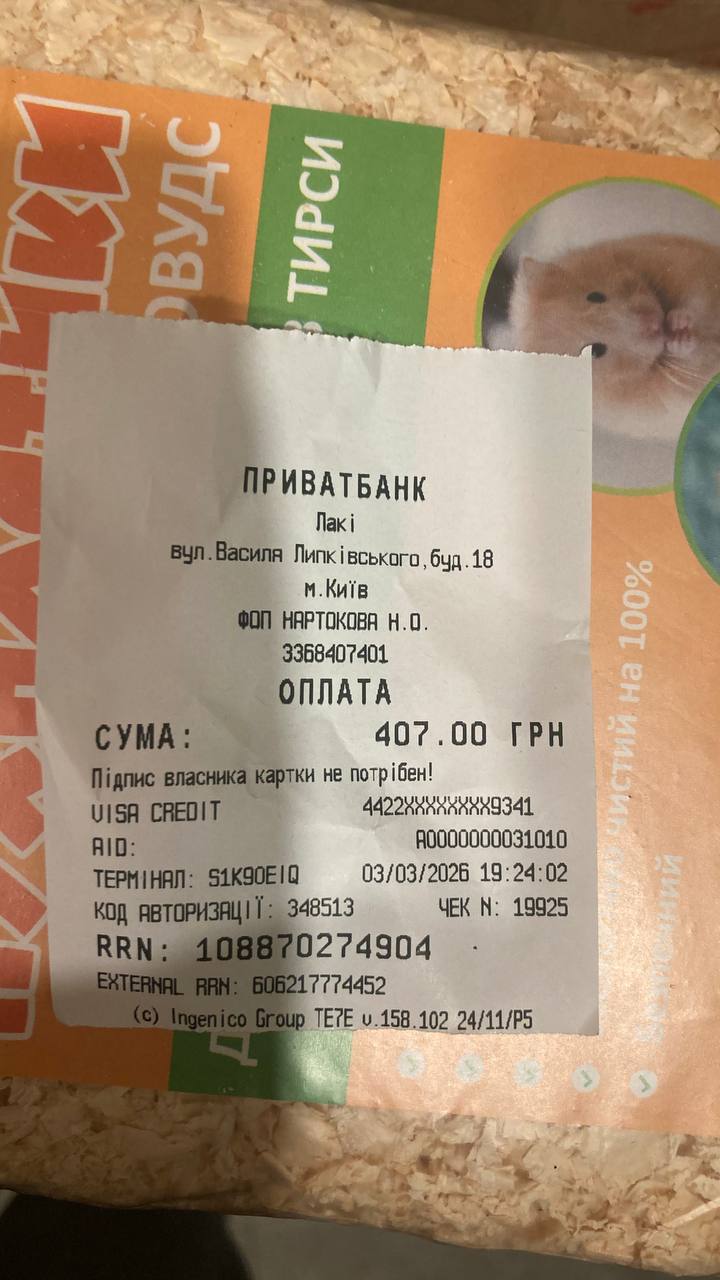 ОВУДС
З ТИРСИ
ПРИВАТБАНК
Лакі
вул.Василя Липківського,буд.18
м.Київ
ФОП НАРТОКОВА Н.О.
3368407401
ОПЛАТА
СУМА: 407.00 ГРН
Підпис власника картки не потрібен!
VISA CREDIT 4422XXXXXXXX9341
AID: A0000000031010
ТЕРМІНАЛ: S1K90EIQ 03/03/2026 19:24:02
КОД АВТОРИЗАЦІЇ: 348513 ЧЕК N: 19925
RRN: 108870274904
EXTERNAL RRN: 606217774452
(c) Ingenico Group TE7E v.158.102 24/11/P5
чистий на 100%